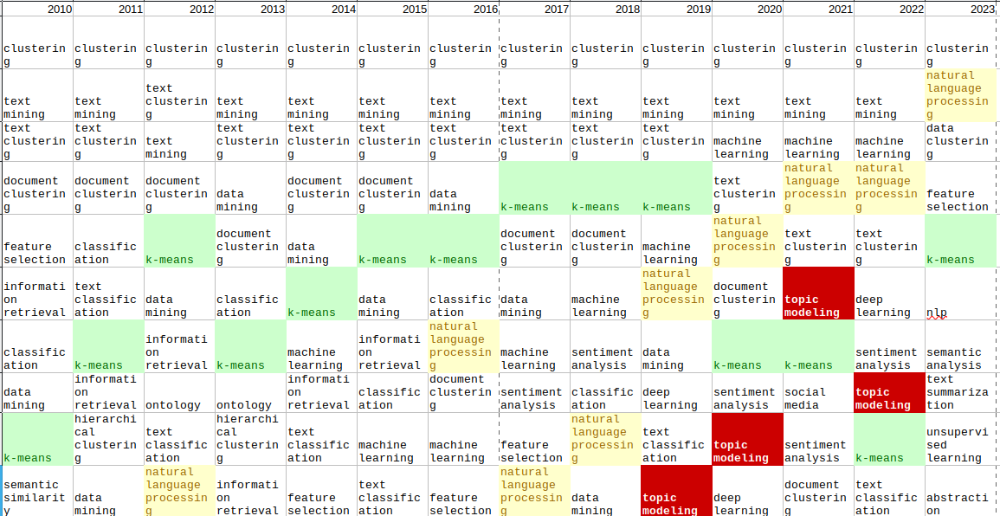 2010 2011 2012 2013 2014 2015 2016 2017 2018 2019 2020 2021 2022 2023
clustering clustering clustering clustering clustering clustering clustering clustering clustering clustering clustering clustering clustering clustering
text mining text mining text clustering text mining text mining text mining text mining text mining text mining text mining text mining text mining text mining natural language processing
text clustering text clustering text mining text clustering text clustering text clustering text clustering text clustering text clustering text clustering machine learning machine learning machine learning data clustering
document clustering document clustering document clustering data mining document clustering document clustering data mining k-means k-means k-means text clustering natural language processing natural language processing feature selection
feature selection classification k-means document clustering data mining k-means k-means document clustering document clustering machine learning natural language processing text clustering text clustering k-means
information retrieval text classification data mining classification k-means data mining classification data mining machine learning natural language processing document clustering topic modeling deep learning nlp
classification k-means information retrieval k-means machine learning information retrieval natural language processing machine learning sentiment analysis data mining k-means k-means sentiment analysis semantic analysis
data mining information retrieval ontology ontology information retrieval classification document clustering sentiment analysis classification deep learning sentiment analysis social media topic modeling text summarization
k-means hierarchical clustering text classification hierarchical clustering text classification machine learning machine learning feature selection natural language processing text classification topic modeling sentiment analysis k-means unsupervised learning
semantic similarity data mining natural language processing information retrieval feature selection text classification feature selection natural language processing data mining topic modeling deep learning document clustering text classification abstraction